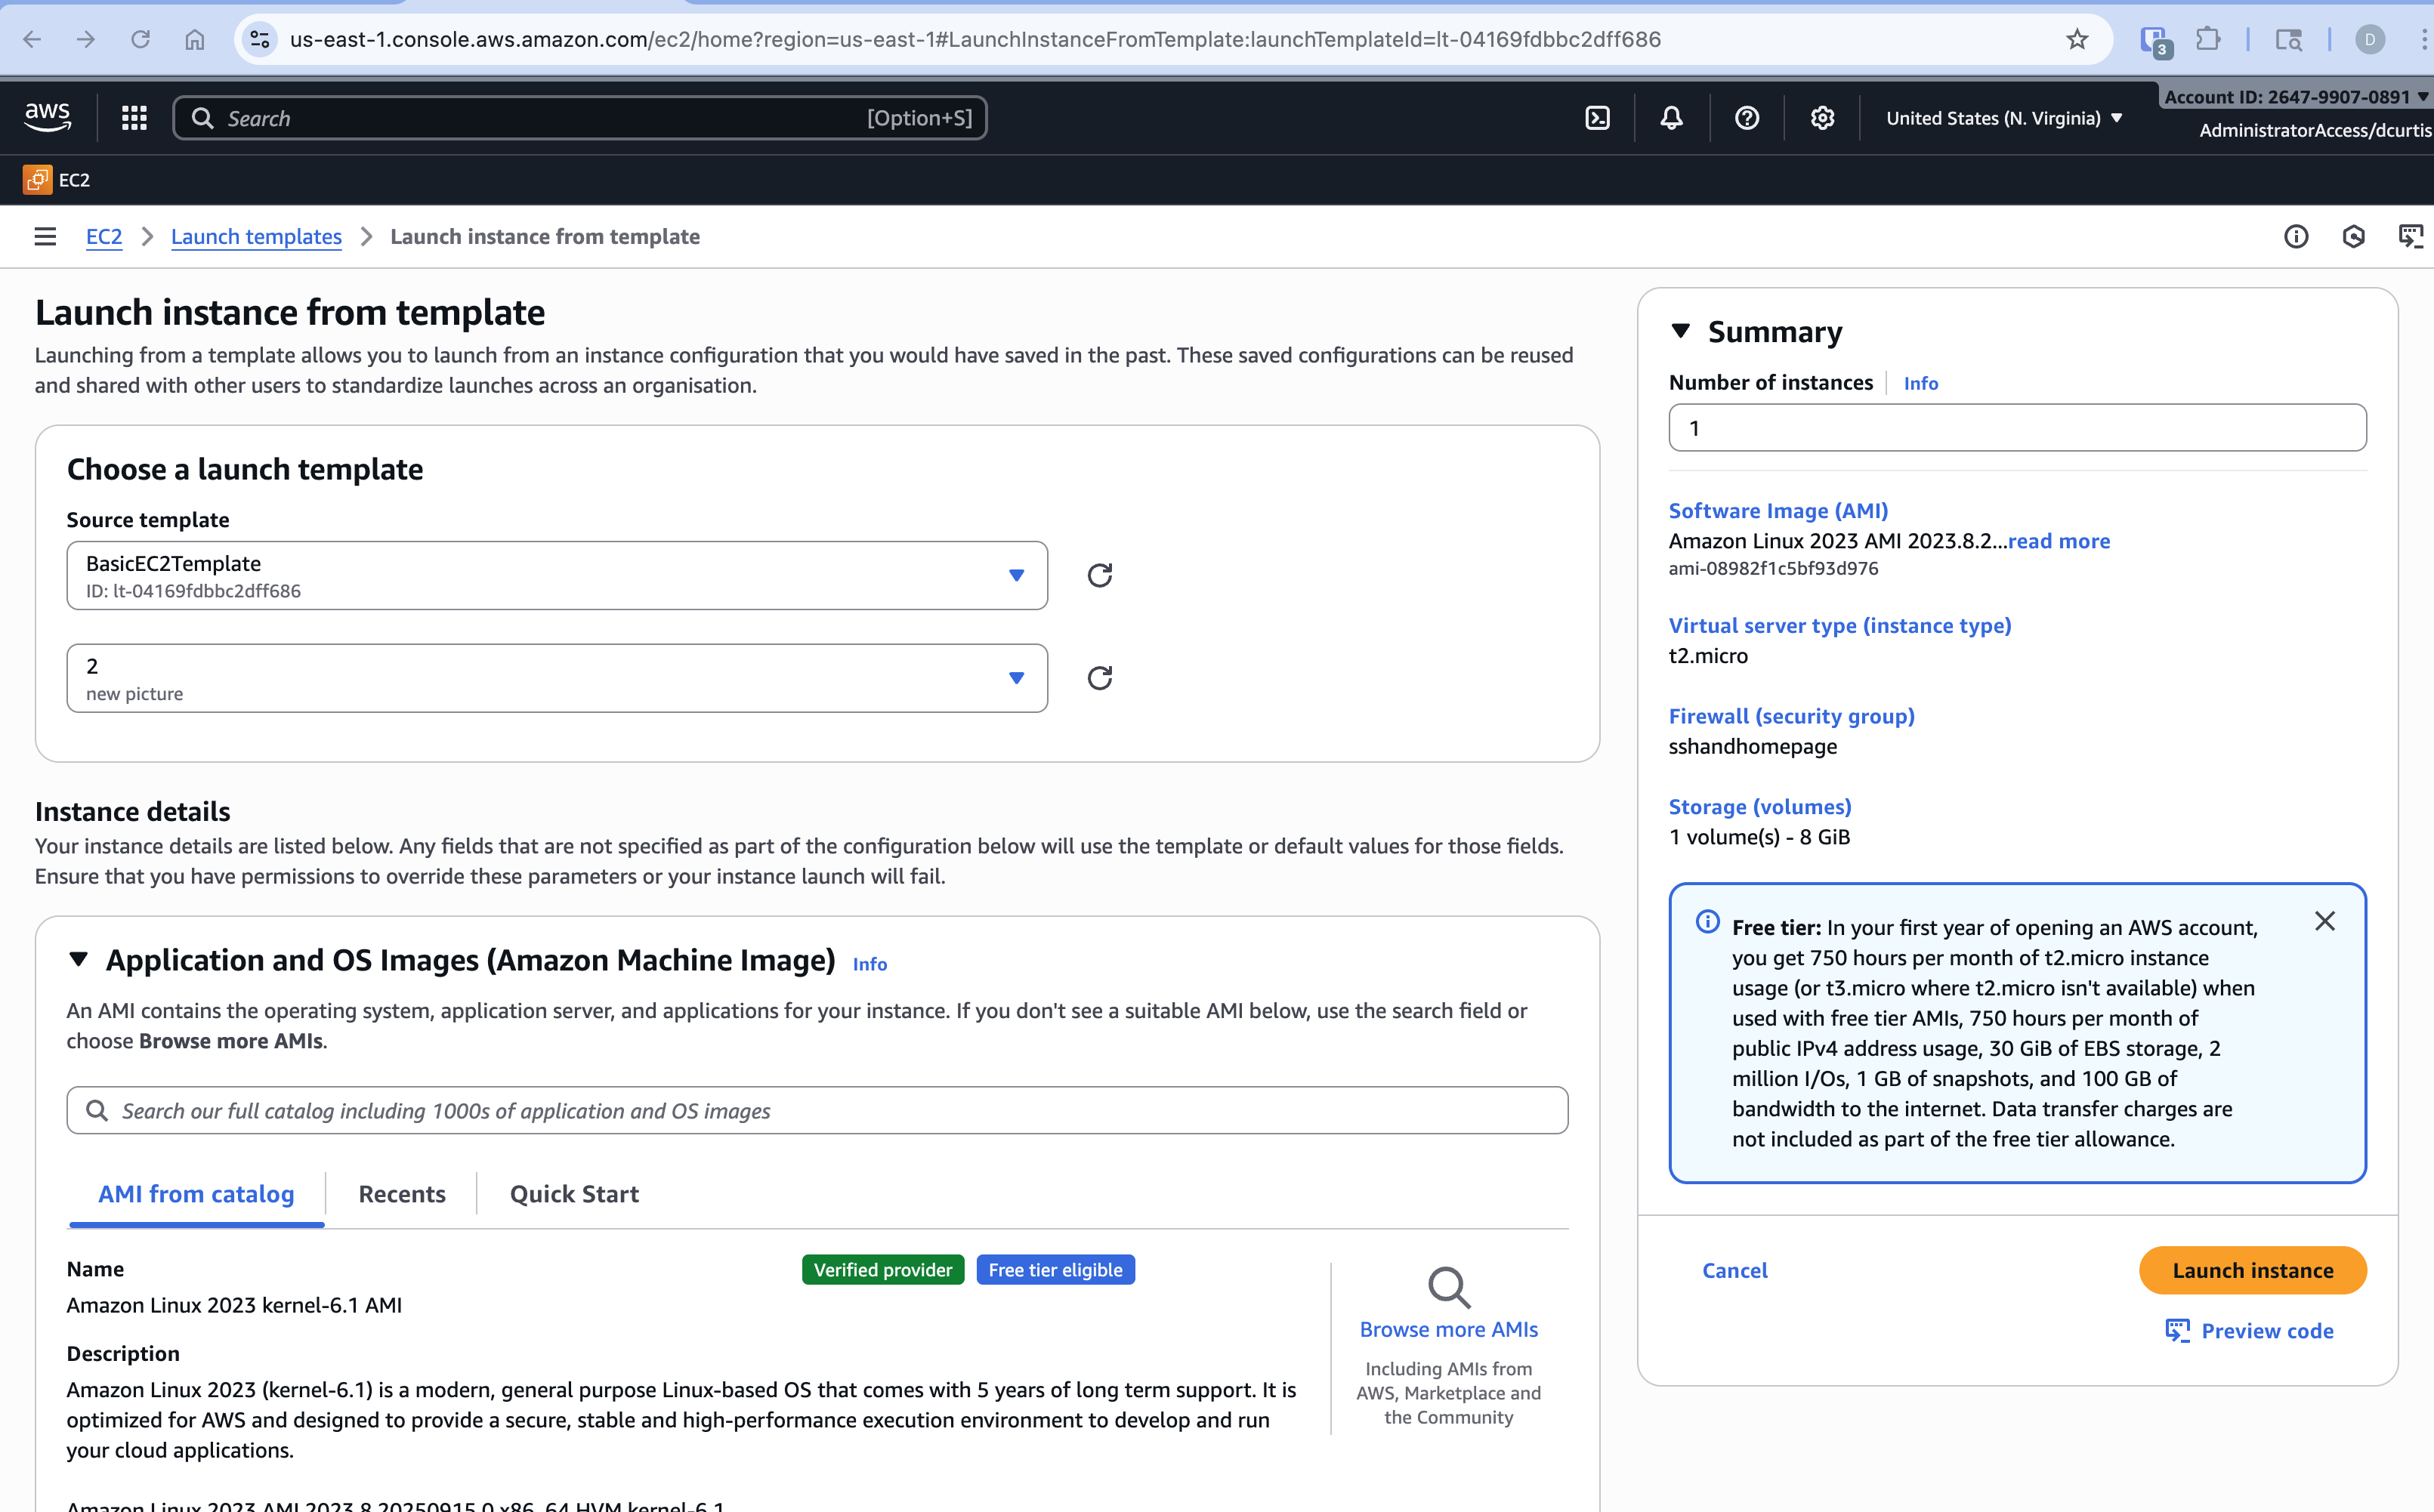 us-east-1.console.aws.amazon.com/ec2/home?region=us-east-1#LaunchInstanceFromTemplate:launchTemplateId=lt-04169fdbbc2dff686
3
D
aws
Search
[Option+S]
United States (N. Virginia)
Account ID: 2647-9907-0891
AdministratorAccess/dcurtis
EC2
EC2
Launch templates
Launch instance from template
Launch instance from template
Launching from a template allows you to launch from an instance configuration that you would have saved in the past. These saved configurations can be reused
and shared with other users to standardize launches across an organisation.
Choose a launch template
Source template
BasicEC2Template
ID: lt-04169fdbbc2dff686
2
new picture
Instance details
Your instance details are listed below. Any fields that are not specified as part of the configuration below will use the template or default values for those fields.
Ensure that you have permissions to override these parameters or your instance launch will fail.
Application and OS Images (Amazon Machine Image) Info
An AMI contains the operating system, application server, and applications for your instance. If you don't see a suitable AMI below, use the search field or
choose Browse more AMIs.
Search our full catalog including 1000s of application and OS images
AMI from catalog
Recents
Quick Start
Name
Verified provider
Free tier eligible
Amazon Linux 2023 kernel-6.1 AMI
Description
Amazon Linux 2023 (kernel-6.1) is a modern, general purpose Linux-based OS that comes with 5 years of long term support. It is
optimized for AWS and designed to provide a secure, stable and high-performance execution environment to develop and run
your cloud applications.
Amazon Linux 2023 AMI 2023.8.20250915.0 x86_64 HVM kernel-6.1
Browse more AMIs
Including AMIs from
AWS, Marketplace and
the Community
Summary
Number of instances
Info
1
Software Image (AMI)
Amazon Linux 2023 AMI 2023.8.2...read more
ami-08982f1c5bf93d976
Virtual server type (instance type)
t2.micro
Firewall (security group)
sshandhomepage
Storage (volumes)
1 volume(s) - 8 GiB
Free tier: In your first year of opening an AWS account,
you get 750 hours per month of t2.micro instance
usage (or t3.micro where t2.micro isn't available) when
used with free tier AMIs, 750 hours per month of
public IPv4 address usage, 30 GiB of EBS storage, 2
million I/Os, 1 GB of snapshots, and 100 GB of
bandwidth to the internet. Data transfer charges are
not included as part of the free tier allowance.
Cancel
Launch instance
Preview code